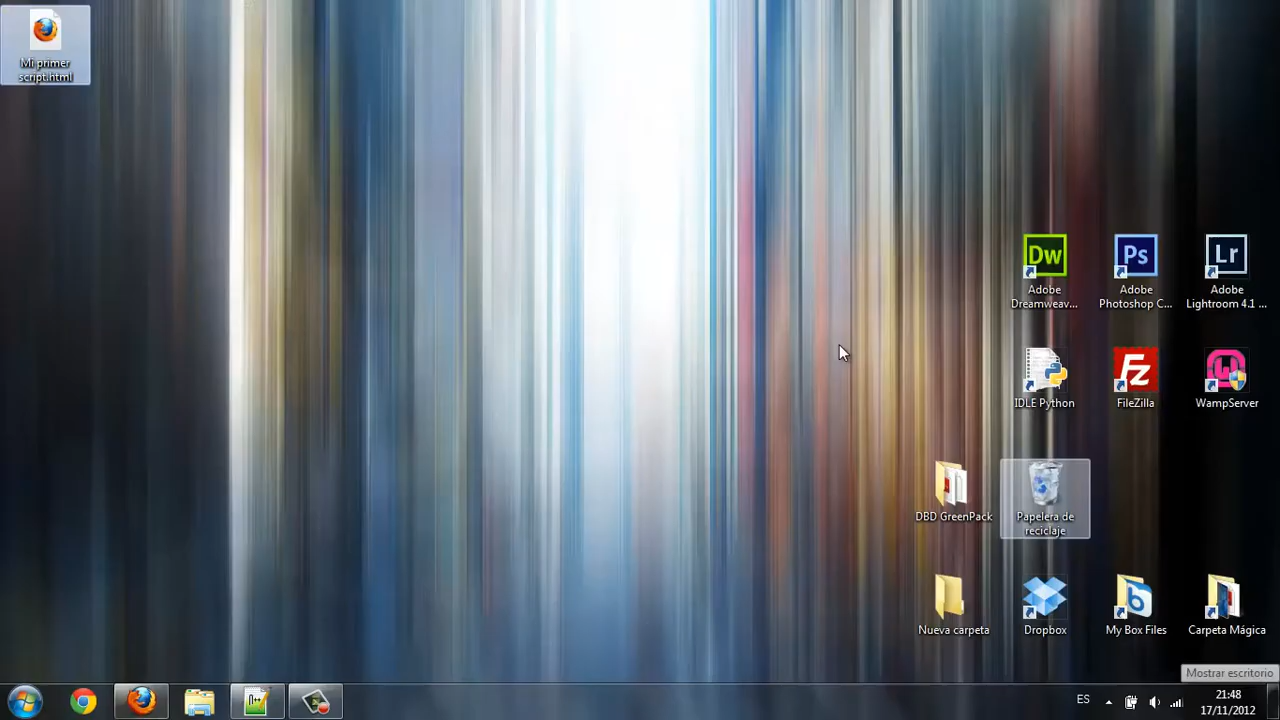 Mi primer
script.html
Dw
Adobe
Dreamweav...
Ps
Adobe
Photoshop C...
Lr
Adobe
Lightroom 4.1 ...
IDLE Python
Fz
FileZilla
WampServer
DBD GreenPack
Papelera de
reciclaje
Nueva carpeta
Dropbox
b
My Box Files
Carpeta Mágica
Mostrar escritorio
n++
ES
21:48
17/11/2012